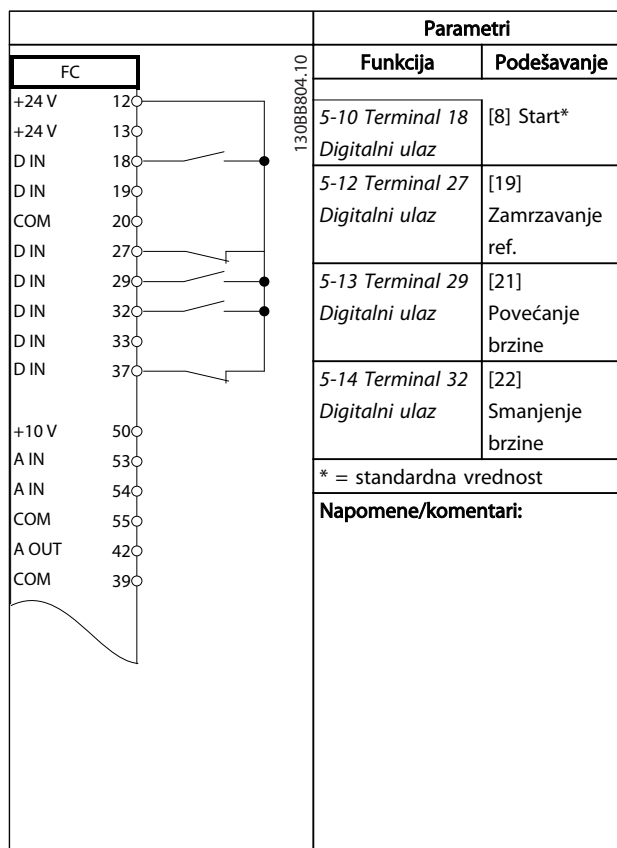 Parametri
FC
130BB804.10
Funkcija Podešavanje
+24 V 12
+24 V 13
D IN 18
D IN 19
COM 20
D IN 27
D IN 29
D IN 32
D IN 33
D IN 37
+10 V 50
A IN 53
A IN 54
COM 55
A OUT 42
COM 39
5-10 Terminal 18 [8] Start*
Digitalni ulaz
5-12 Terminal 27 [19]
Digitalni ulaz Zamrzavanje
ref.
5-13 Terminal 29 [21]
Digitalni ulaz Povećanje
brzine
5-14 Terminal 32 [22]
Digitalni ulaz Smanjenje
brzine
* = standardna vrednost
Napomene/komentari: